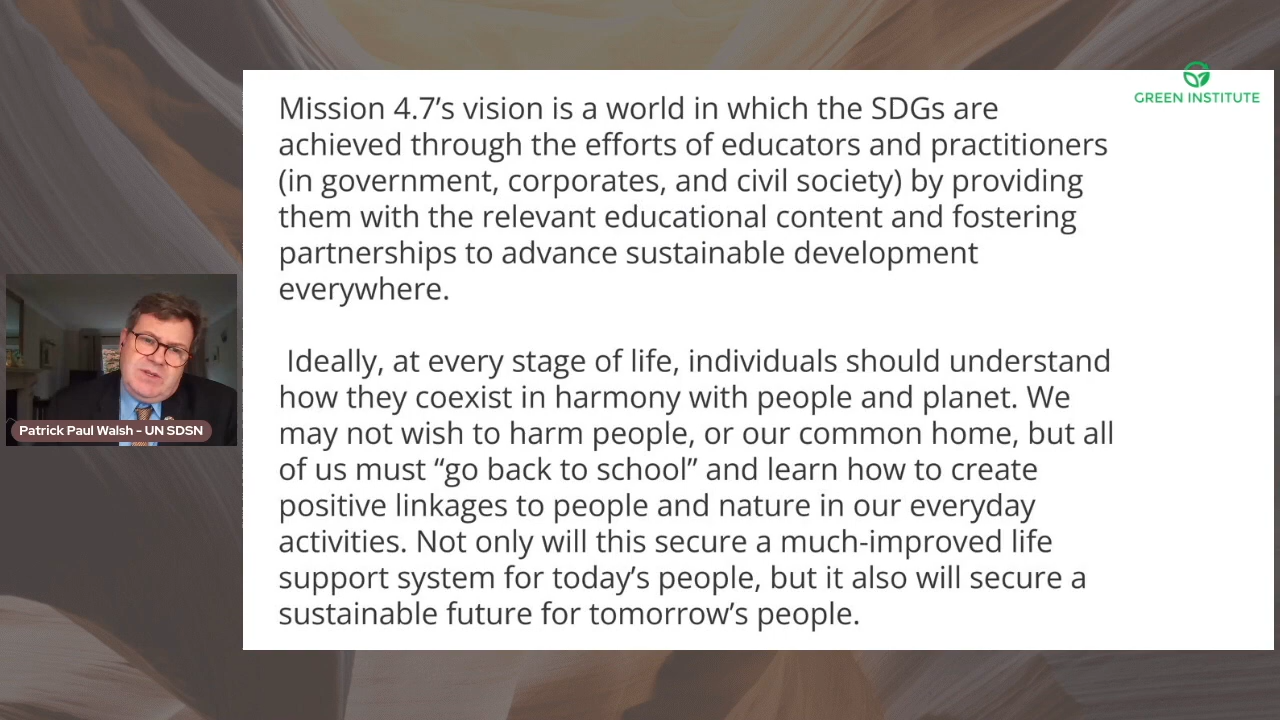 GREEN INSTITUTE
Mission 4.7’s vision is a world in which the SDGs are
achieved through the efforts of educators and practitioners
(in government, corporates, and civil society) by providing
them with the relevant educational content and fostering
partnerships to advance sustainable development
everywhere.
Ideally, at every stage of life, individuals should understand
how they coexist in harmony with people and planet. We
may not wish to harm people, or our common home, but all
of us must “go back to school” and learn how to create
positive linkages to people and nature in our everyday
activities. Not only will this secure a much-improved life
support system for today’s people, but it also will secure a
sustainable future for tomorrow’s people.
Patrick Paul Walsh - UN SDSN